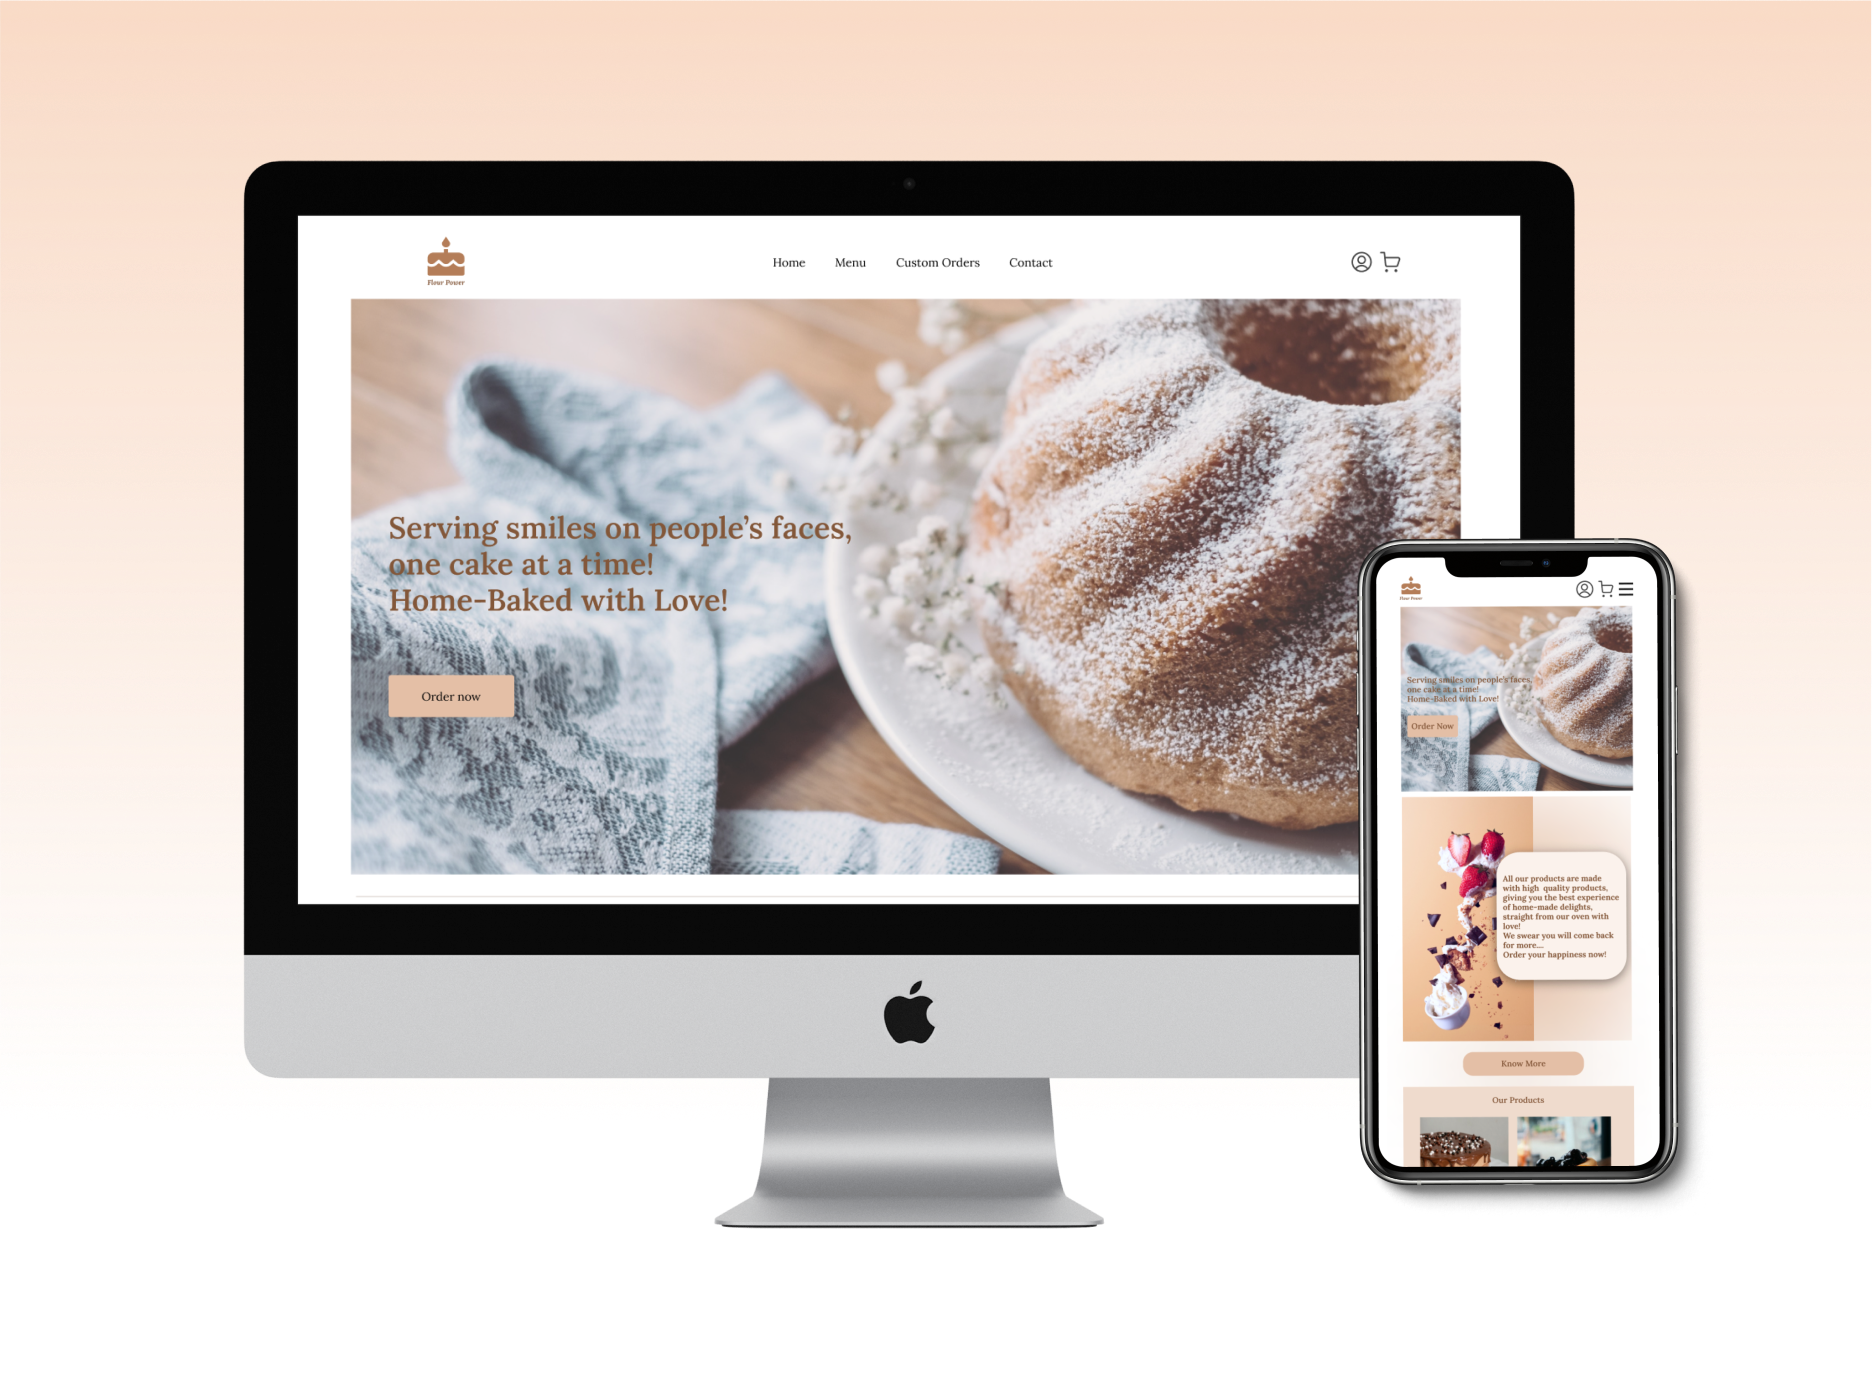 Flour Power
Home
Menu
Custom Orders
Contact
Serving smiles on people's faces,
one cake at a time!
Home-Baked with Love!
Order now
Flour Power
Serving smiles on people's faces,
one cake at a time!
Home-Baked with Love!
Order Now
All our products are made
with high quality products,
giving you the best experience
of home-made delights,
straight from our oven with
love!
We swear you will come back
for more....
Order your happiness now!
Know More
Our Products